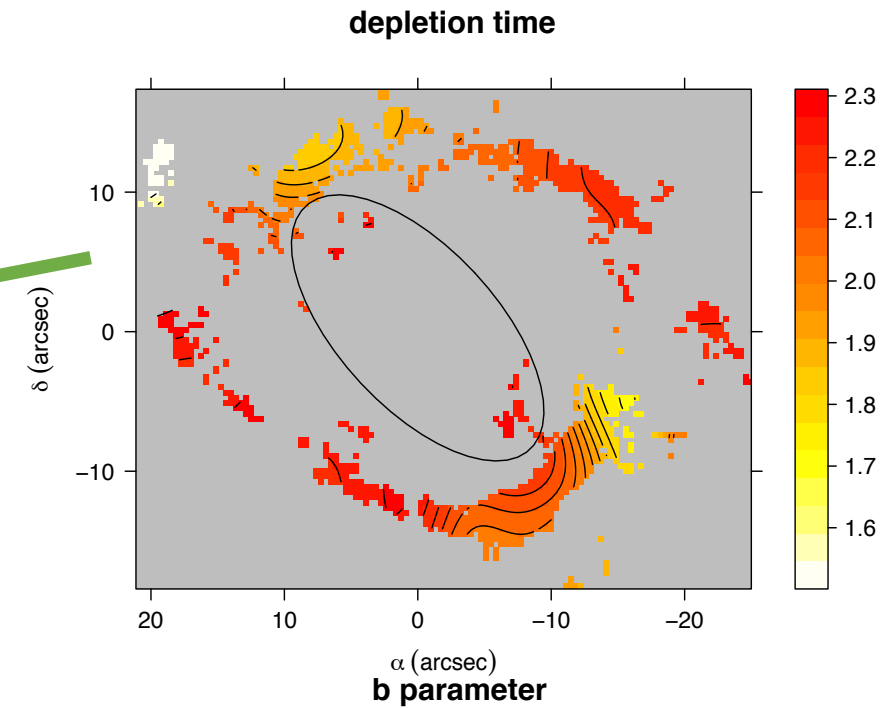 depletion time
2.3
2.2
2.1
2.0
1.9
1.8
1.7
1.6
10
0
−10
δ (arcsec)
20 10 0 −10 −20
α (arcsec)
b parameter